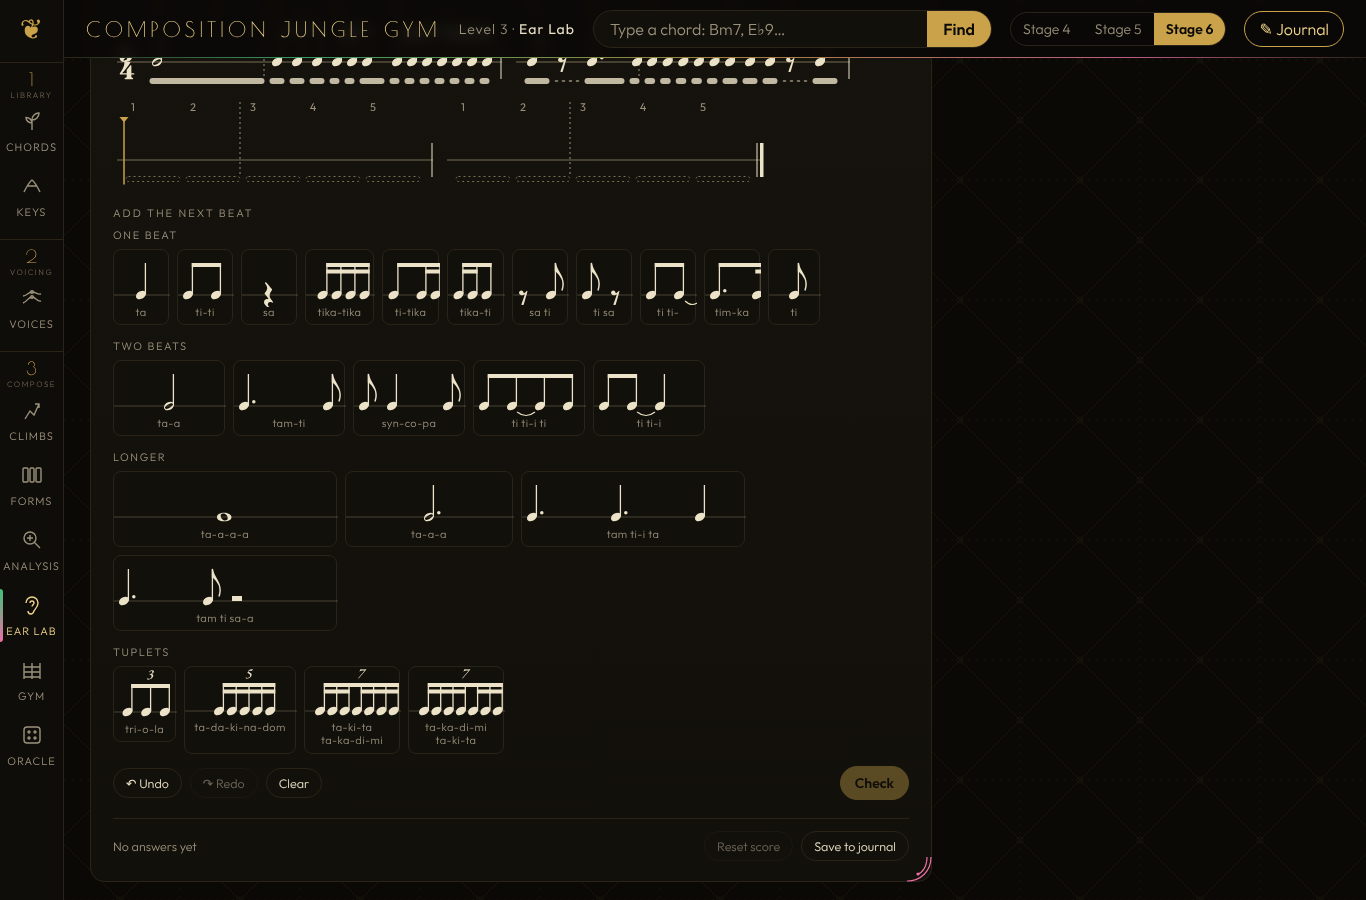 COMPOSITION JUNGLE GYM
Level 3 · Ear Lab
Type a chord: Bm7, E♭9...
Find
Stage 4
Stage 5
Stage 6
✎ Journal
1
LIBRARY
CHORDS
KEYS
2
VOICING
VOICES
3
COMPOSE
CLIMBS
FORMS
ANALYSIS
EAR LAB
GYM
ORACLE
4
1 2 3 4 5 1 2 3 4 5
ADD THE NEXT BEAT
ONE BEAT
ta ti-ti sa tika-tika ti-tika tika-ti sa ti ti sa ti ti- tim-ka ti
TWO BEATS
ta-a tam-ti syn-co-pa ti ti-i ti ti ti-i
LONGER
ta-a-a-a ta-a-a tam ti-i ta
tam ti sa-a
TUPLETS
3 5 7 7
tri-o-la ta-da-ki-na-dom ta-ki-ta ta-ka-di-mi
ta-ka-di-mi ta-ki-ta
↶ Undo ↷ Redo Clear Check
No answers yet Reset score Save to journal